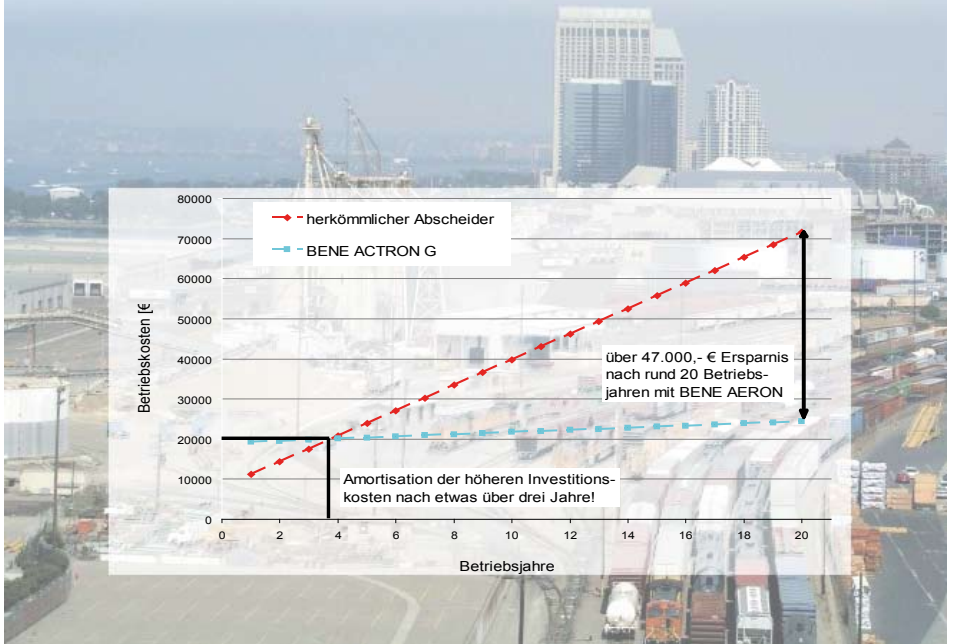 80000
70000
60000
50000
40000
30000
20000
10000
0
Betriebskosten [€
herkömmlicher Abscheider
BENE ACTRON G
über 47.000,- € Ersparnis
nach rund 20 Betriebs-
jahren mit BENE AERON
Amortisation der höheren Investitions-
kosten nach etwas über drei Jahre!
0 2 4 6 8 10 12 14 16 18 20
Betriebsjahre